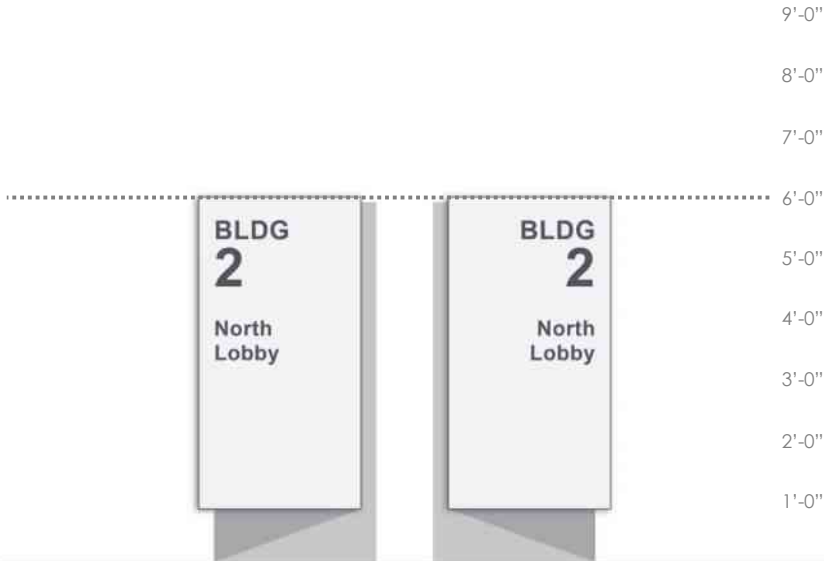 9’-0”
8’-0”
7’-0”
6’-0”
5’-0”
4’-0”
3’-0”
2’-0”
1’-0”
BLDG
2
North
Lobby
BLDG
2
North
Lobby